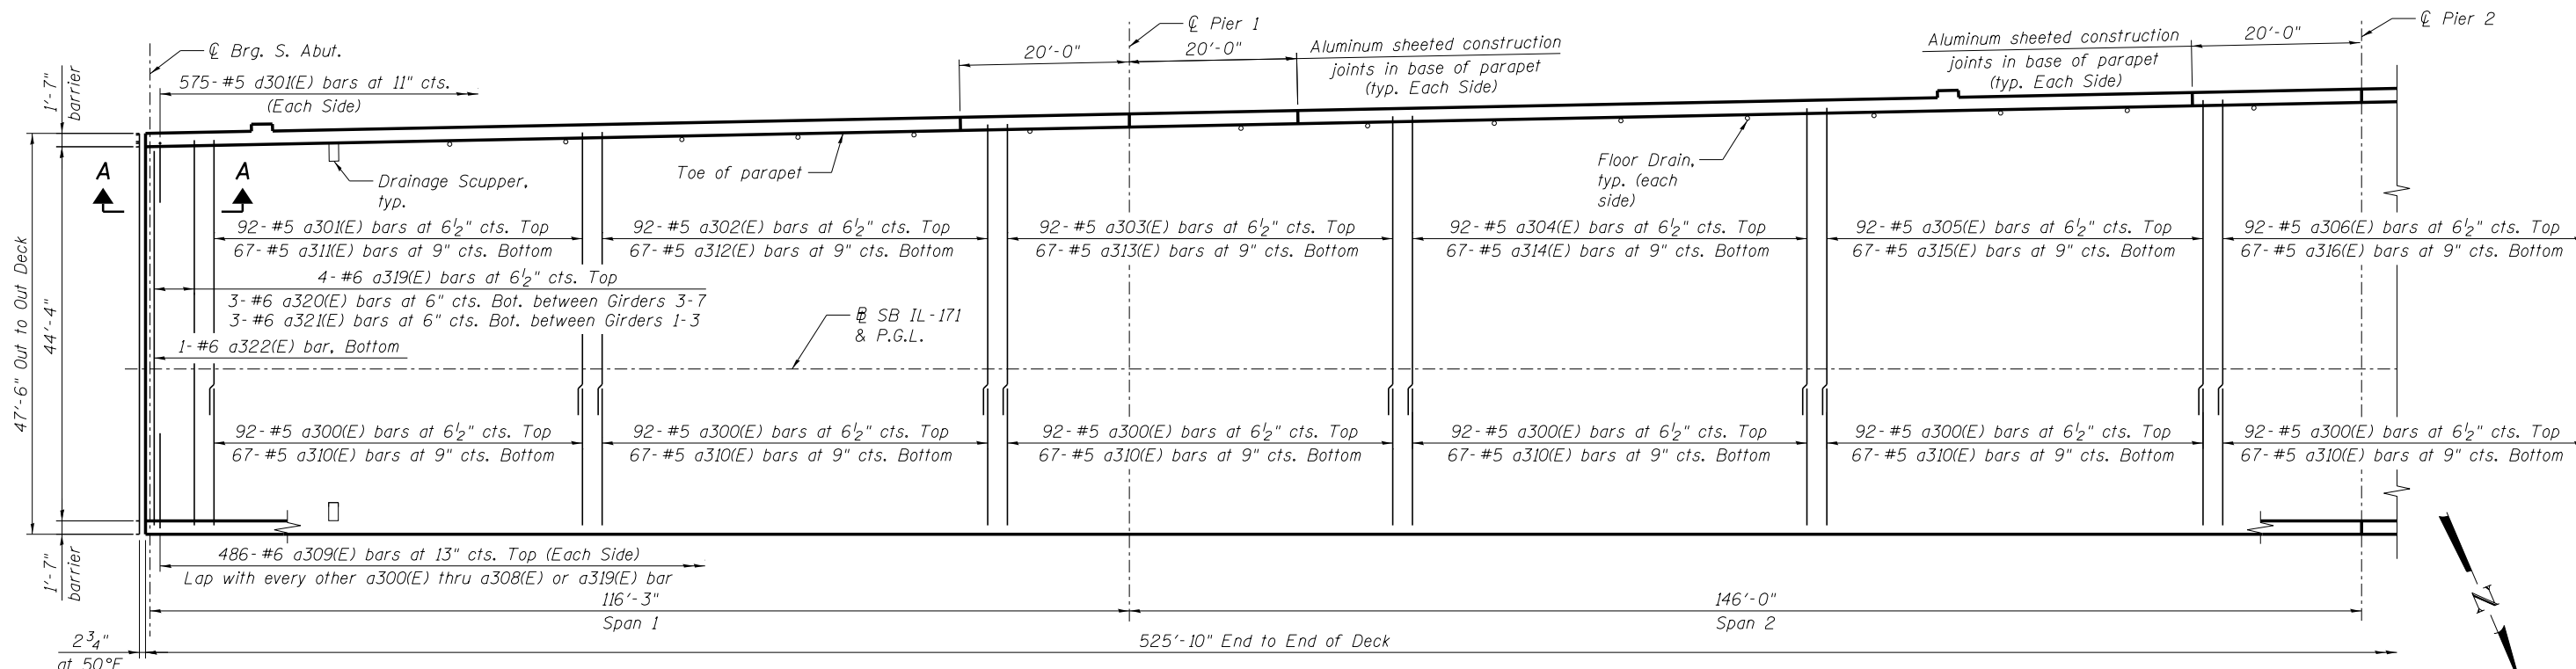 ℄ Brg. S. Abut.
℄ Pier 1
℄ Pier 2
575-#5 d301(E) bars at 11" cts.
(Each Side)
1'-7"
barrier
20'-0"
20'-0"
Aluminum sheeted construction
joints in base of parapet
(typ. Each Side)
Aluminum sheeted construction
joints in base of parapet
(typ. Each Side)
20'-0"
A
A
Drainage Scupper,
typ.
Toe of parapet
Floor Drain,
typ. (each
side)
47'-6" Out to Out Deck
44'-4"
92-#5 a301(E) bars at 6½" cts. Top
67-#5 a311(E) bars at 9" cts. Bottom
92-#5 a302(E) bars at 6½" cts. Top
67-#5 a312(E) bars at 9" cts. Bottom
92-#5 a303(E) bars at 6½" cts. Top
67-#5 a313(E) bars at 9" cts. Bottom
92-#5 a304(E) bars at 6½" cts. Top
67-#5 a314(E) bars at 9" cts. Bottom
92-#5 a305(E) bars at 6½" cts. Top
67-#5 a315(E) bars at 9" cts. Bottom
92-#5 a306(E) bars at 6½" cts. Top
67-#5 a316(E) bars at 9" cts. Bottom
4-#6 a319(E) bars at 6½" cts. Top
3-#6 a320(E) bars at 6" cts. Bot. between Girders 3-7
3-#6 a321(E) bars at 6" cts. Bot. between Girders 1-3
1-#6 a322(E) bar, Bottom
SB IL-171
& P.G.L.
92-#5 a300(E) bars at 6½" cts. Top
67-#5 a310(E) bars at 9" cts. Bottom
92-#5 a300(E) bars at 6½" cts. Top
67-#5 a310(E) bars at 9" cts. Bottom
92-#5 a300(E) bars at 6½" cts. Top
67-#5 a310(E) bars at 9" cts. Bottom
92-#5 a300(E) bars at 6½" cts. Top
67-#5 a310(E) bars at 9" cts. Bottom
92-#5 a300(E) bars at 6½" cts. Top
67-#5 a310(E) bars at 9" cts. Bottom
92-#5 a300(E) bars at 6½" cts. Top
67-#5 a310(E) bars at 9" cts. Bottom
1'-7"
barrier
486-#6 a309(E) bars at 13" cts. Top (Each Side)
Lap with every other a300(E) thru a308(E) or a319(E) bar
116'-3"
Span 1
146'-0"
Span 2
2¾"
at 50°F
525'-10" End to End of Deck
N